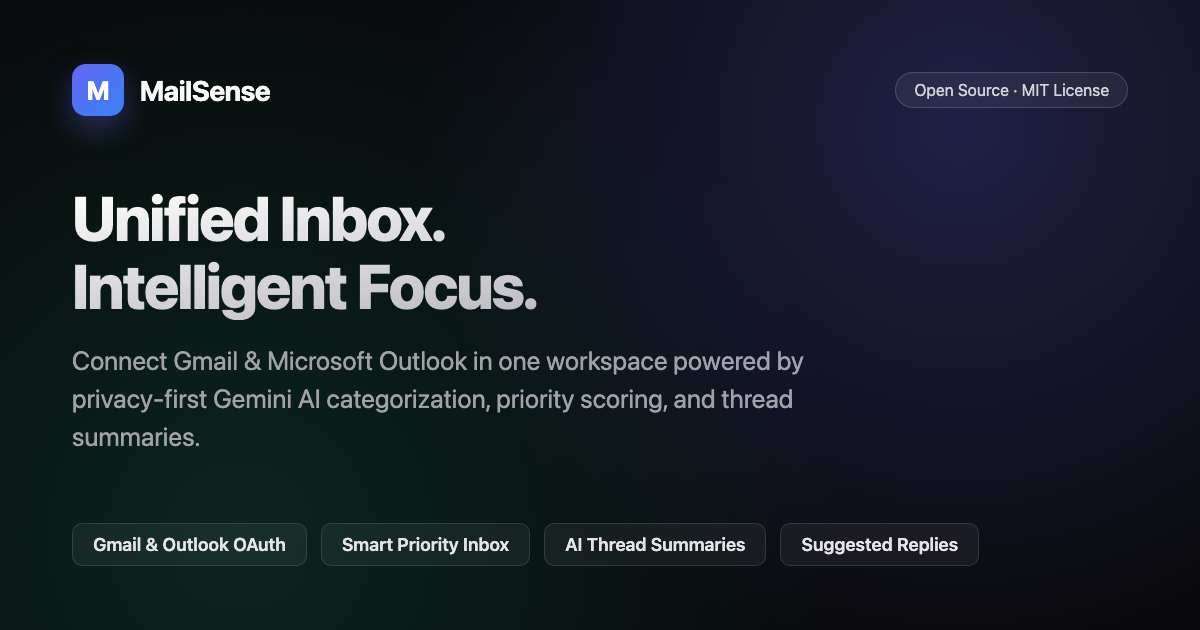 M
MailSense
Open Source · MIT License
Unified Inbox.
Intelligent Focus.
Connect Gmail & Microsoft Outlook in one workspace powered by
privacy-first Gemini AI categorization, priority scoring, and thread
summaries.
Gmail & Outlook OAuth
Smart Priority Inbox
AI Thread Summaries
Suggested Replies